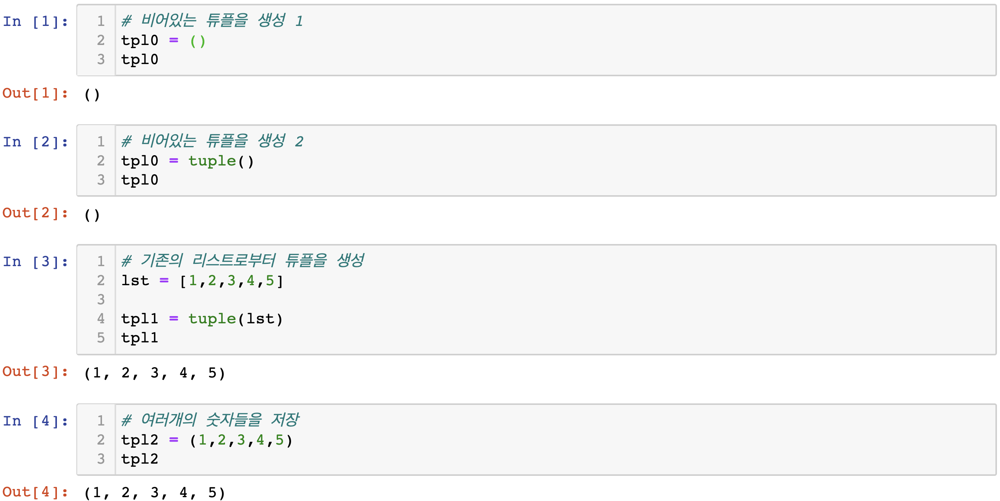 In [1]:
1 # 비어있는 튜플을 생성 1
2 tpl0 = ()
3 tpl0
Out[1]: ()
In [2]:
1 # 비어있는 튜플을 생성 2
2 tpl0 = tuple()
3 tpl0
Out[2]: ()
In [3]:
1 # 기존의 리스트로부터 튜플을 생성
2 lst = [1,2,3,4,5]
3
4 tpl1 = tuple(lst)
5 tpl1
Out[3]: (1, 2, 3, 4, 5)
In [4]:
1 # 여러개의 숫자들을 저장
2 tpl2 = (1,2,3,4,5)
3 tpl2
Out[4]: (1, 2, 3, 4, 5)